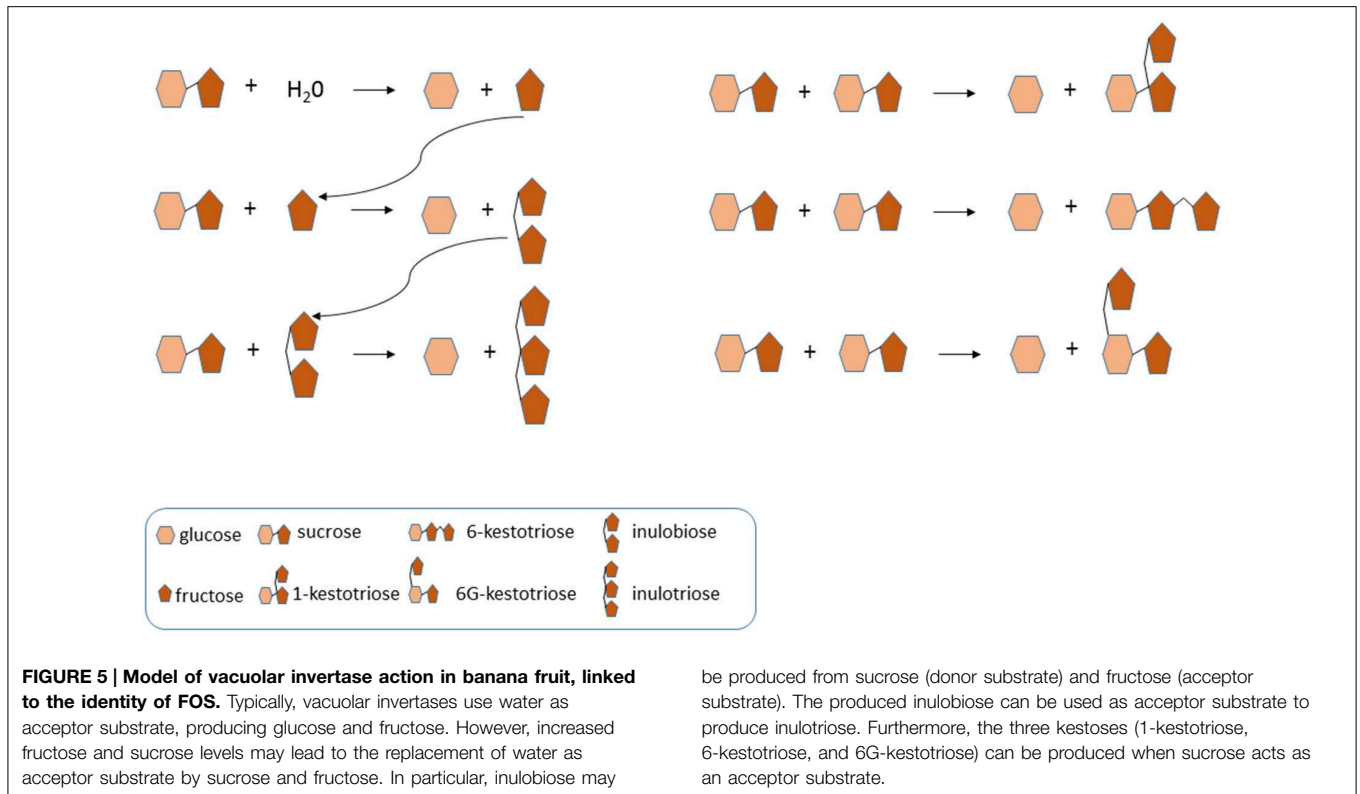 + H₂0 +
+ +
+ +
+ +
+ +
+ +
glucose sucrose 6-kestotriose inulobiose
fructose 1-kestotriose 6G-kestotriose inulotriose
FIGURE 5 | Model of vacuolar invertase action in banana fruit, linked
to the identity of FOS. Typically, vacuolar invertases use water as
acceptor substrate, producing glucose and fructose. However, increased
fructose and sucrose levels may lead to the replacement of water as
acceptor substrate by sucrose and fructose. In particular, inulobiose may
be produced from sucrose (donor substrate) and fructose (acceptor
substrate). The produced inulobiose can be used as acceptor substrate to
produce inulotriose. Furthermore, the three kestoses (1-kestotriose,
6-kestotriose, and 6G-kestotriose) can be produced when sucrose acts as
an acceptor substrate.